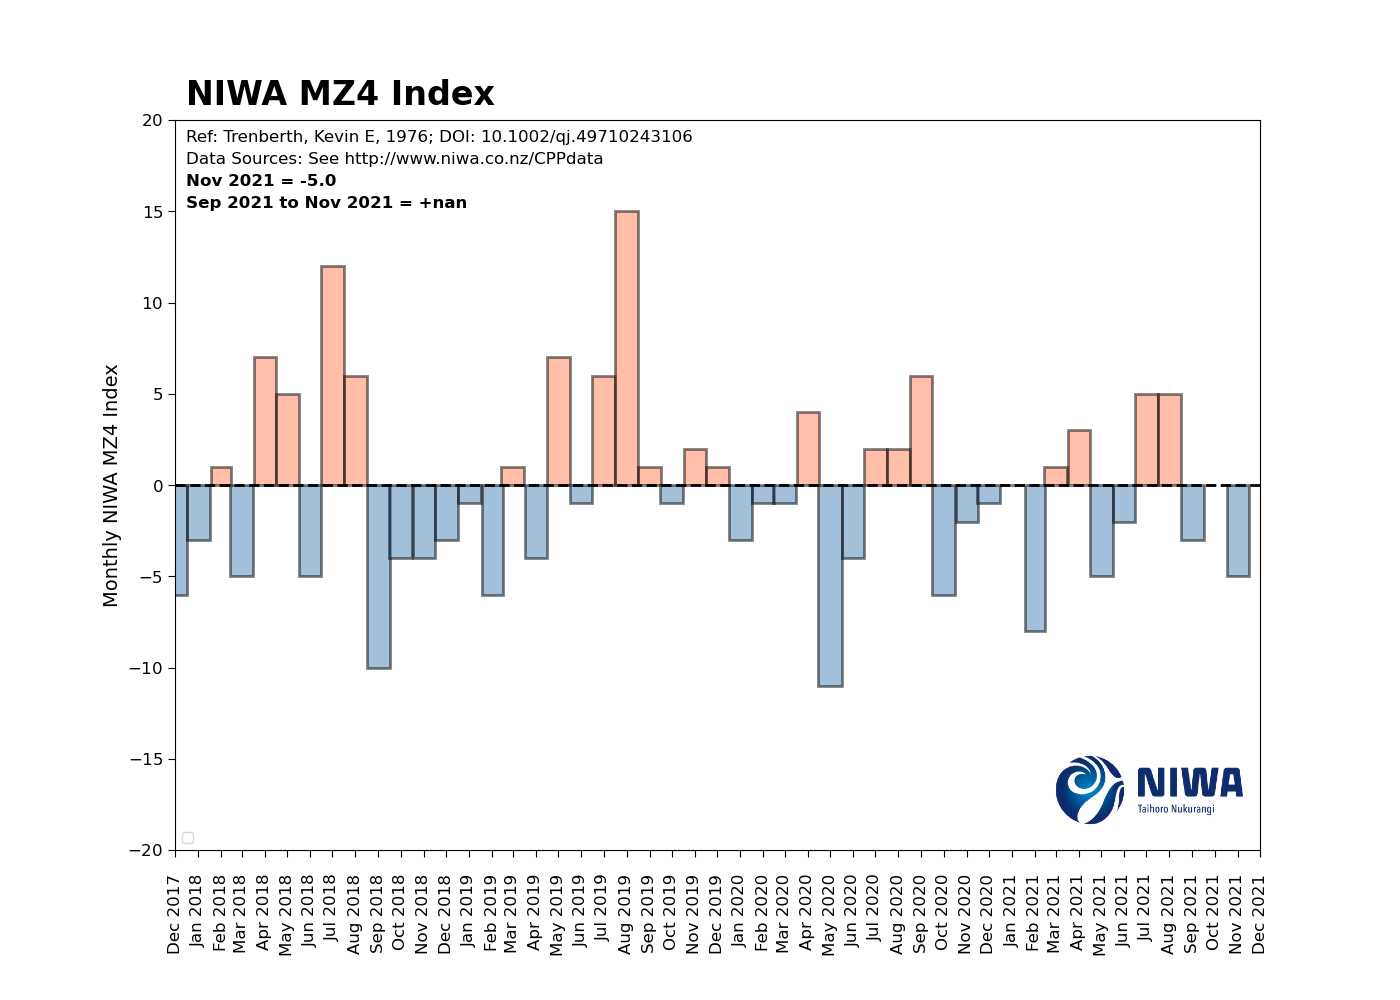 NIWA MZ4 Index
Ref: Trenberth, Kevin E, 1976; DOI: 10.1002/qj.49710243106
Data Sources: See http://www.niwa.co.nz/CPPdata
Nov 2021 = -5.0
Sep 2021 to Nov 2021 = +nan
Monthly NIWA MZ4 Index
20
15
10
5
0
−5
−10
−15
−20
NIWA
Taihoro Nukurangi
Dec 2017
Jan 2018
Feb 2018
Mar 2018
Apr 2018
May 2018
Jun 2018
Jul 2018
Aug 2018
Sep 2018
Oct 2018
Nov 2018
Dec 2018
Jan 2019
Feb 2019
Mar 2019
Apr 2019
May 2019
Jun 2019
Jul 2019
Aug 2019
Sep 2019
Oct 2019
Nov 2019
Dec 2019
Jan 2020
Feb 2020
Mar 2020
Apr 2020
May 2020
Jun 2020
Jul 2020
Aug 2020
Sep 2020
Oct 2020
Nov 2020
Dec 2020
Jan 2021
Feb 2021
Mar 2021
Apr 2021
May 2021
Jun 2021
Jul 2021
Aug 2021
Sep 2021
Oct 2021
Nov 2021
Dec 2021